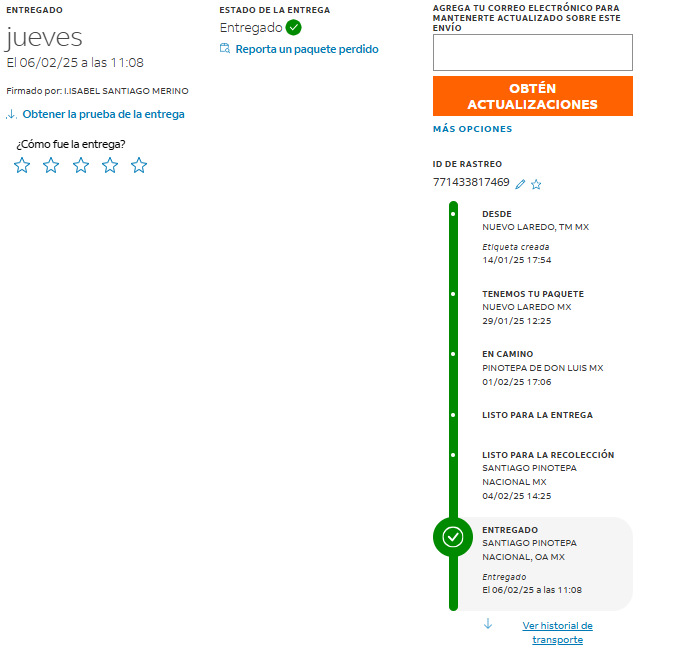 ENTREGADO
jueves
El 06/02/25 a las 11:08
Firmado por: I.ISABEL SANTIAGO MERINO
Obtener la prueba de la entrega
¿Cómo fue la entrega?
ESTADO DE LA ENTREGA
Entregado
Reporta un paquete perdido
AGREGA TU CORREO ELECTRÓNICO PARA
MANTENERTE ACTUALIZADO SOBRE ESTE
ENVÍO
OBTÉN
ACTUALIZACIONES
MÁS OPCIONES
ID DE RASTREO
771433817469
DESDE
NUEVO LAREDO, TM MX
Etiqueta creada
14/01/25 17:54
TENEMOS TU PAQUETE
NUEVO LAREDO MX
29/01/25 12:25
EN CAMINO
PINOTEPA DE DON LUIS MX
01/02/25 17:06
LISTO PARA LA ENTREGA
LISTO PARA LA RECOLECCIÓN
SANTIAGO PINOTEPA
NACIONAL MX
04/02/25 14:25
ENTREGADO
SANTIAGO PINOTEPA
NACIONAL, OA MX
Entregado
El 06/02/25 a las 11:08
Ver historial de
transporte